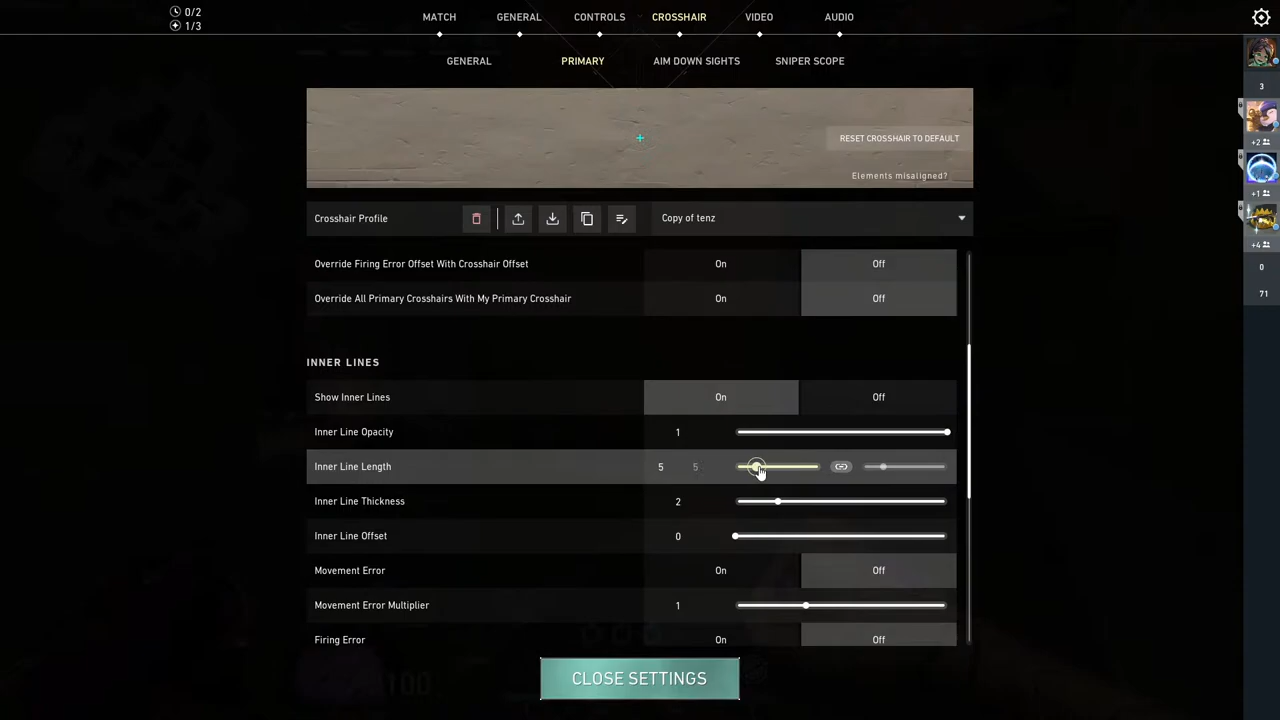 0/2
1/3
MATCH GENERAL CONTROLS CROSSHAIR VIDEO AUDIO
GENERAL PRIMARY AIM DOWN SIGHTS SNIPER SCOPE
RESET CROSSHAIR TO DEFAULT
Elements misaligned?
Crosshair Profile Copy of tenz
Override Firing Error Offset With Crosshair Offset On Off
Override All Primary Crosshairs With My Primary Crosshair On Off
INNER LINES
Show Inner Lines On Off
Inner Line Opacity 1
Inner Line Length 5 5
Inner Line Thickness 2
Inner Line Offset 0
Movement Error On Off
Movement Error Multiplier 1
Firing Error On Off
CLOSE SETTINGS
100
3
+2
+1
+4
0
71